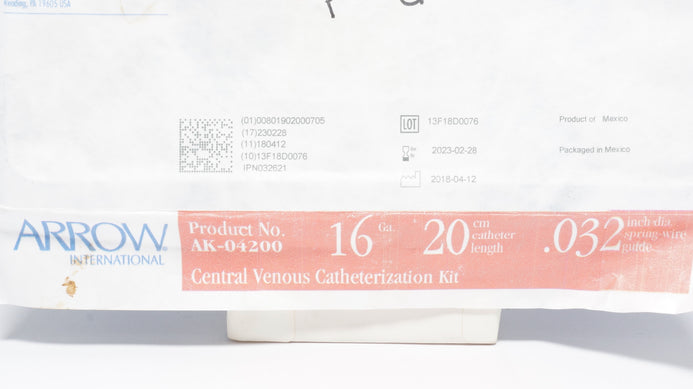 Reading, PA 19605 USA
(01)00801902000705
(17)230228
(11)180412
(10)13F18D0076
IPN032621
LOT 13F18D0076
2023-02-28
2018-04-12
Product of Mexico
Packaged in Mexico
ARROW
INTERNATIONAL
Product No.
AK-04200
16 Ga.
20 cm
catheter
length
.032 inch dia.
spring-wire
guide
Central Venous Catheterization Kit